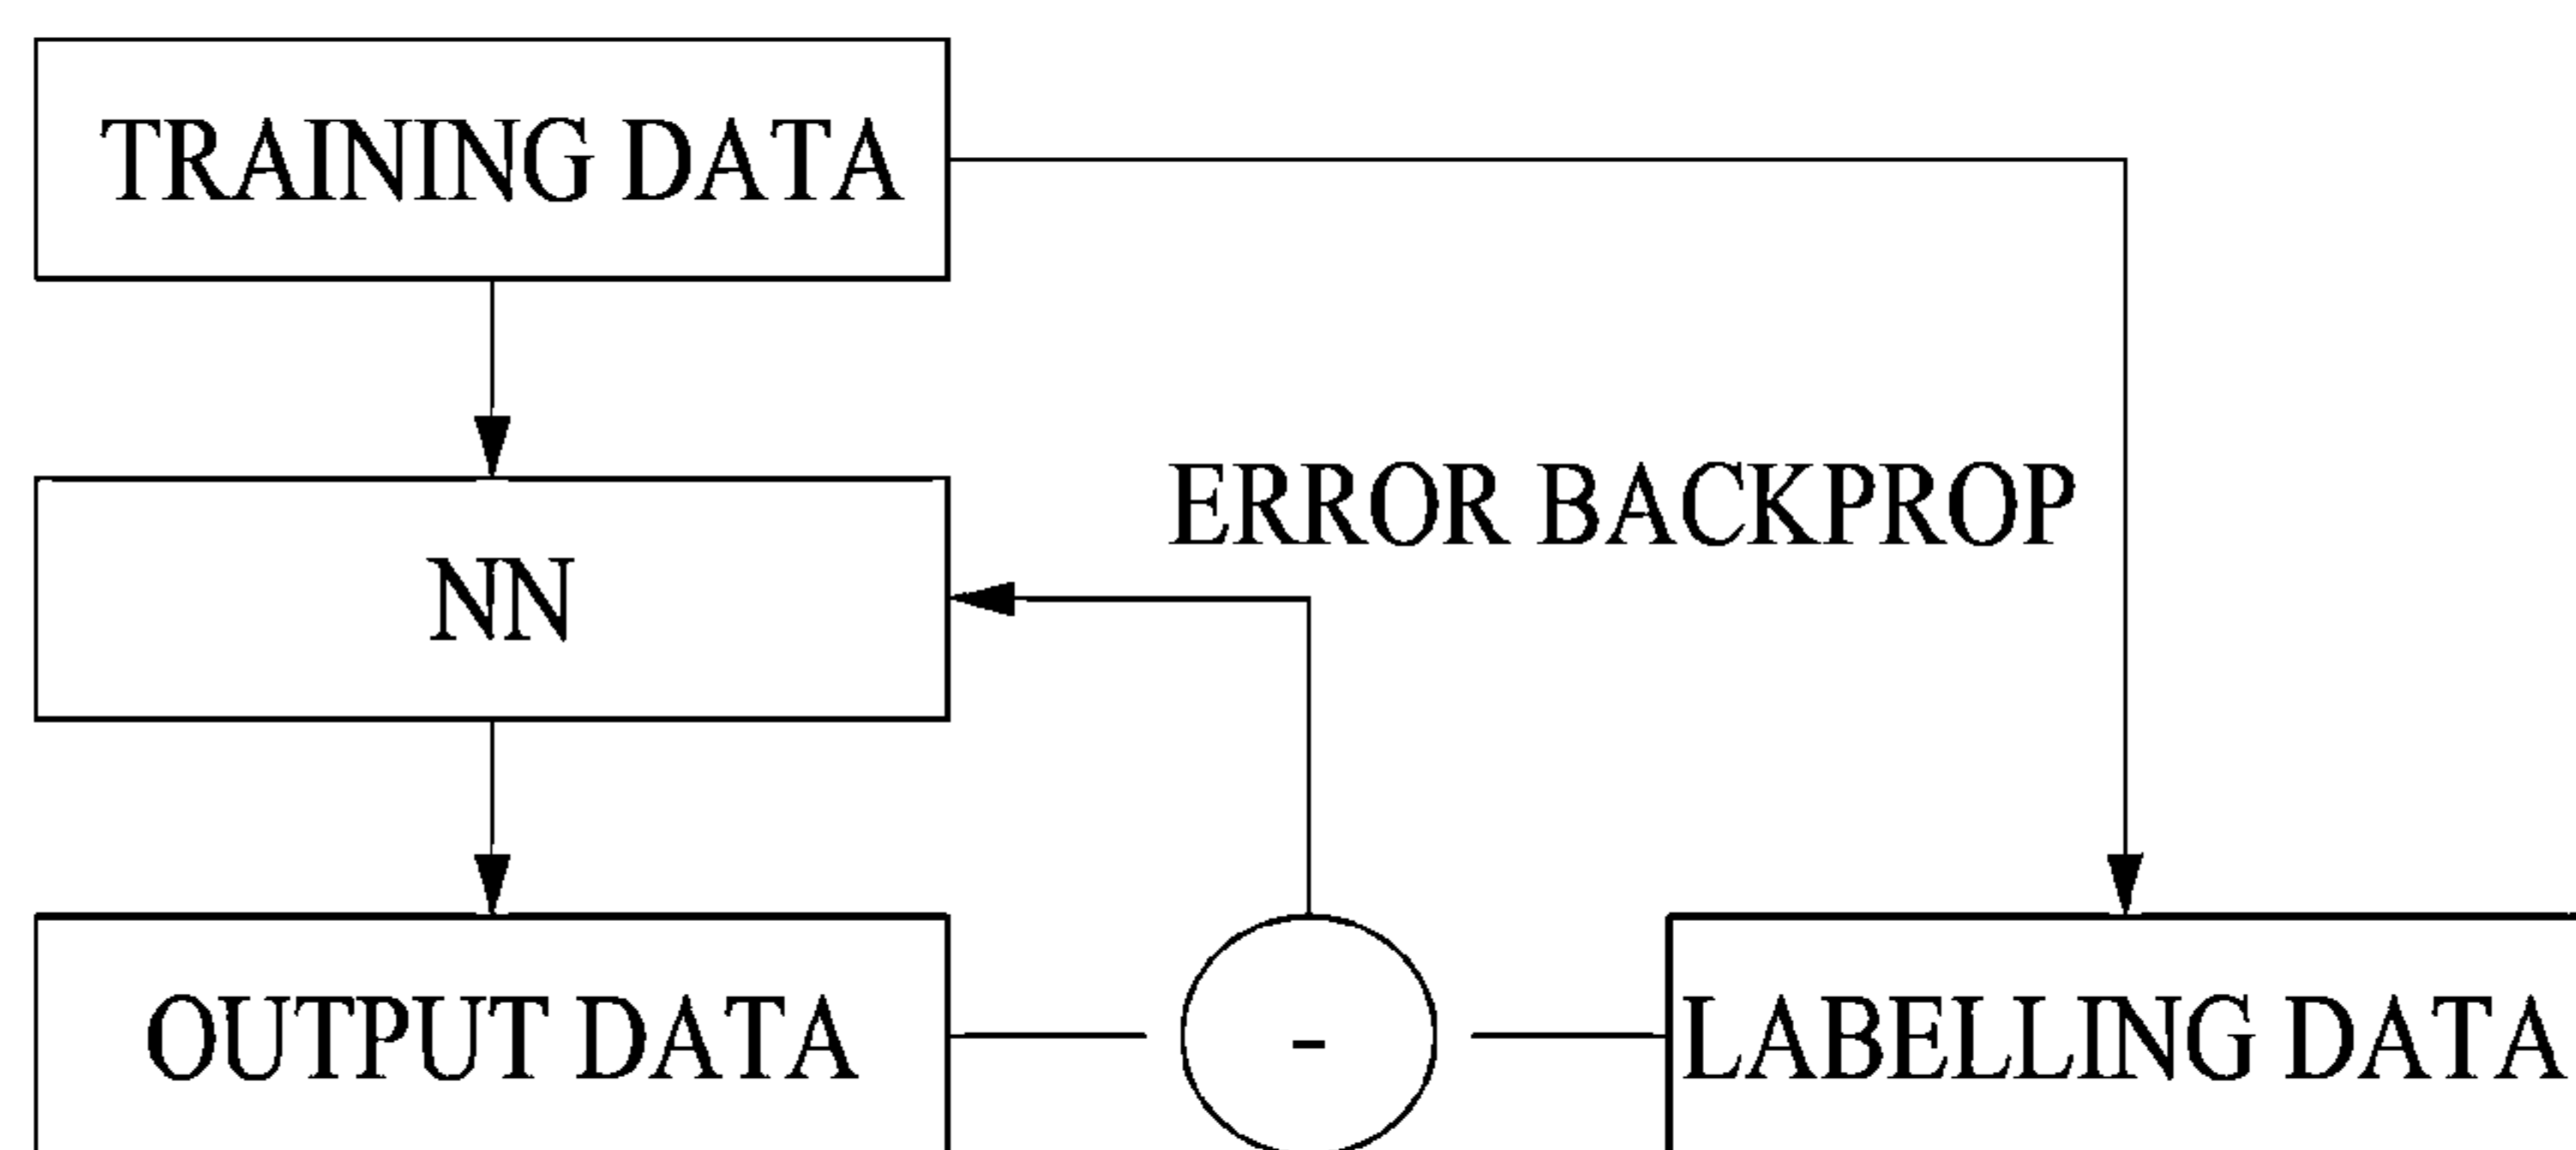 TRAINING DATA
ERROR BACKPROP
NN
OUTPUT DATA
-
LABELLING DATA